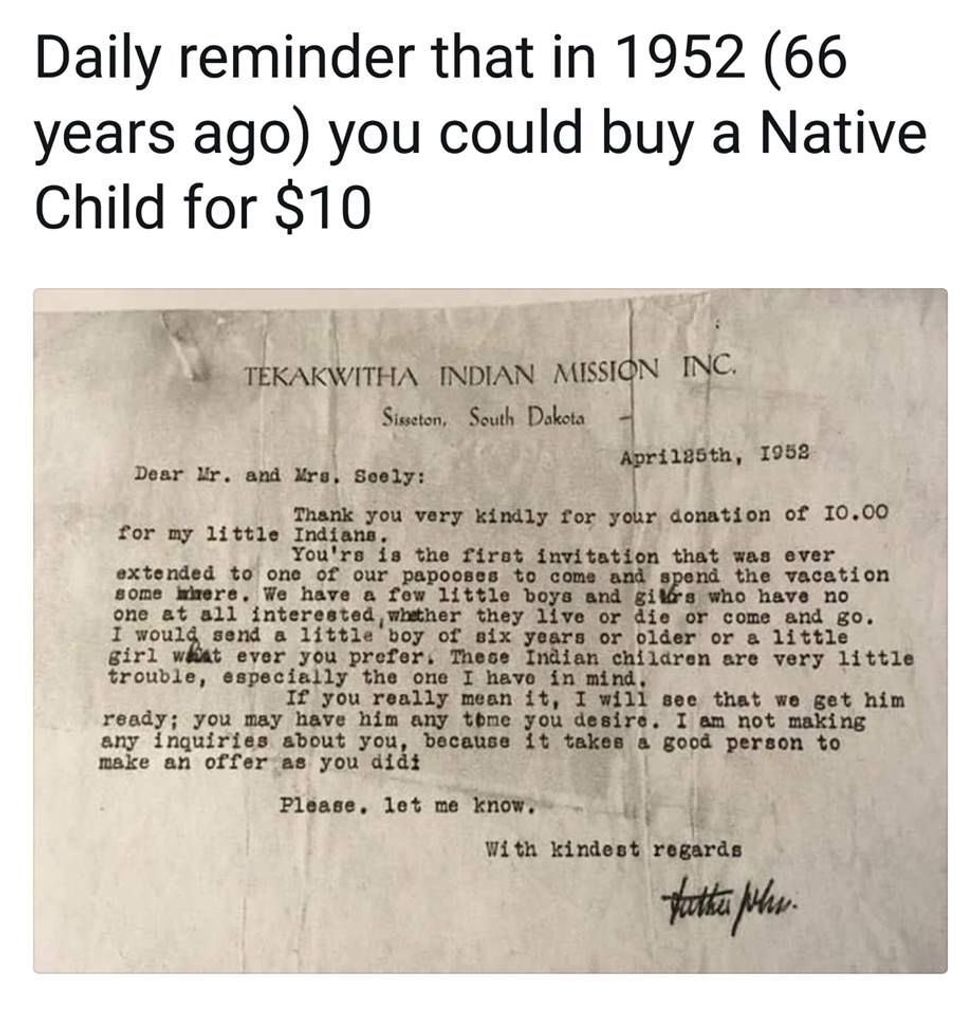 Daily reminder that in 1952 (66
years ago) you could buy a Native
Child for $10
TEKAKWITHA INDIAN MISSION INC.
Sisseton, South Dakota
April25th, 1952
Dear Mr. and Mrs. Seely:
Thank you very kindly for your donation of 10.00
for my little Indians.
You'rs is the first invitation that was ever
extended to one of our papooses to come and spend the vacation
some where. We have a few little boys and girls who have no
one at all interested,whether they live or die or come and go.
I would send a little boy of six years or older or a little
girl what ever you prefer. These Indian children are very little
trouble, especially the one I have in mind.
If you really mean it, I will see that we get him
ready; you may have him any tome you desire. I am not making
any inquiries about you, because it takes a good person to
make an offer as you did!
Please. let me know.
With kindest regards
Father John.